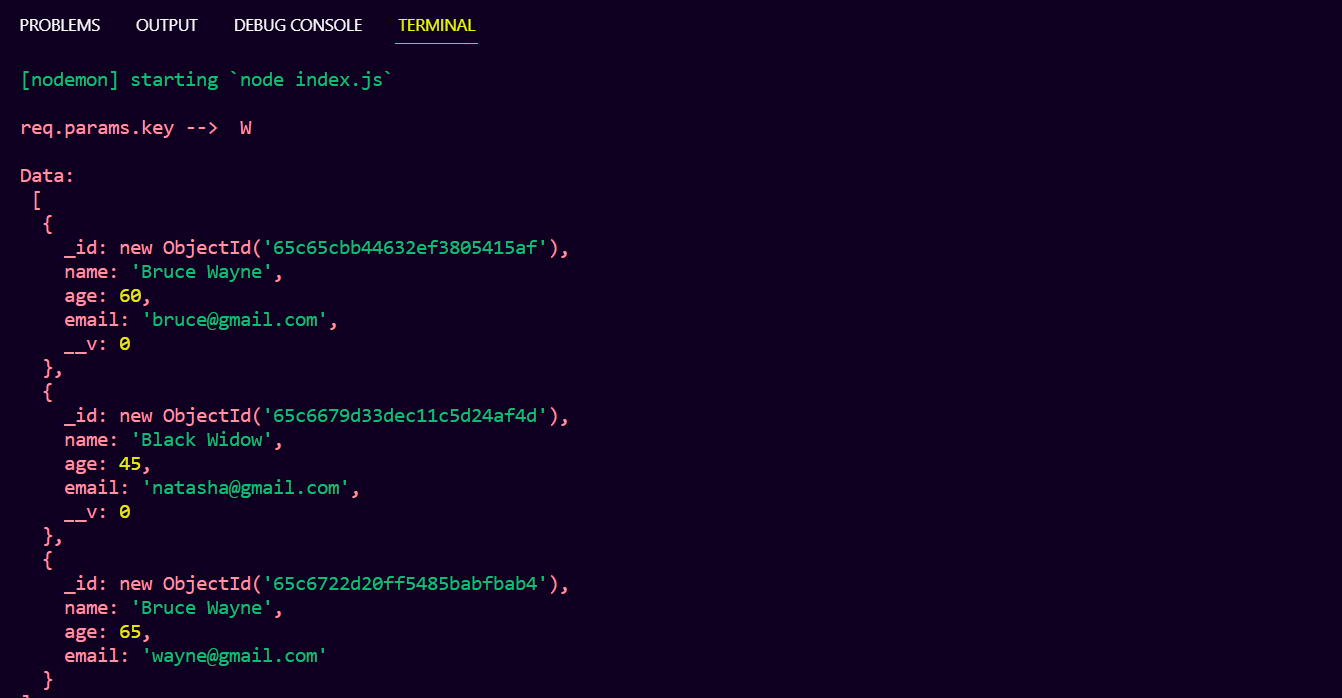 PROBLEMS OUTPUT DEBUG CONSOLE TERMINAL
[nodemon] starting `node index.js`
req.params.key -->  W
Data:
 [
  {
    _id: new ObjectId('65c65cbb44632ef3805415af'),
    name: 'Bruce Wayne',
    age: 60,
    email: 'bruce@gmail.com',
    __v: 0
  },
  {
    _id: new ObjectId('65c6679d33dec11c5d24af4d'),
    name: 'Black Widow',
    age: 45,
    email: 'natasha@gmail.com',
    __v: 0
  },
  {
    _id: new ObjectId('65c6722d20ff5485babfbab4'),
    name: 'Bruce Wayne',
    age: 65,
    email: 'wayne@gmail.com'
  }